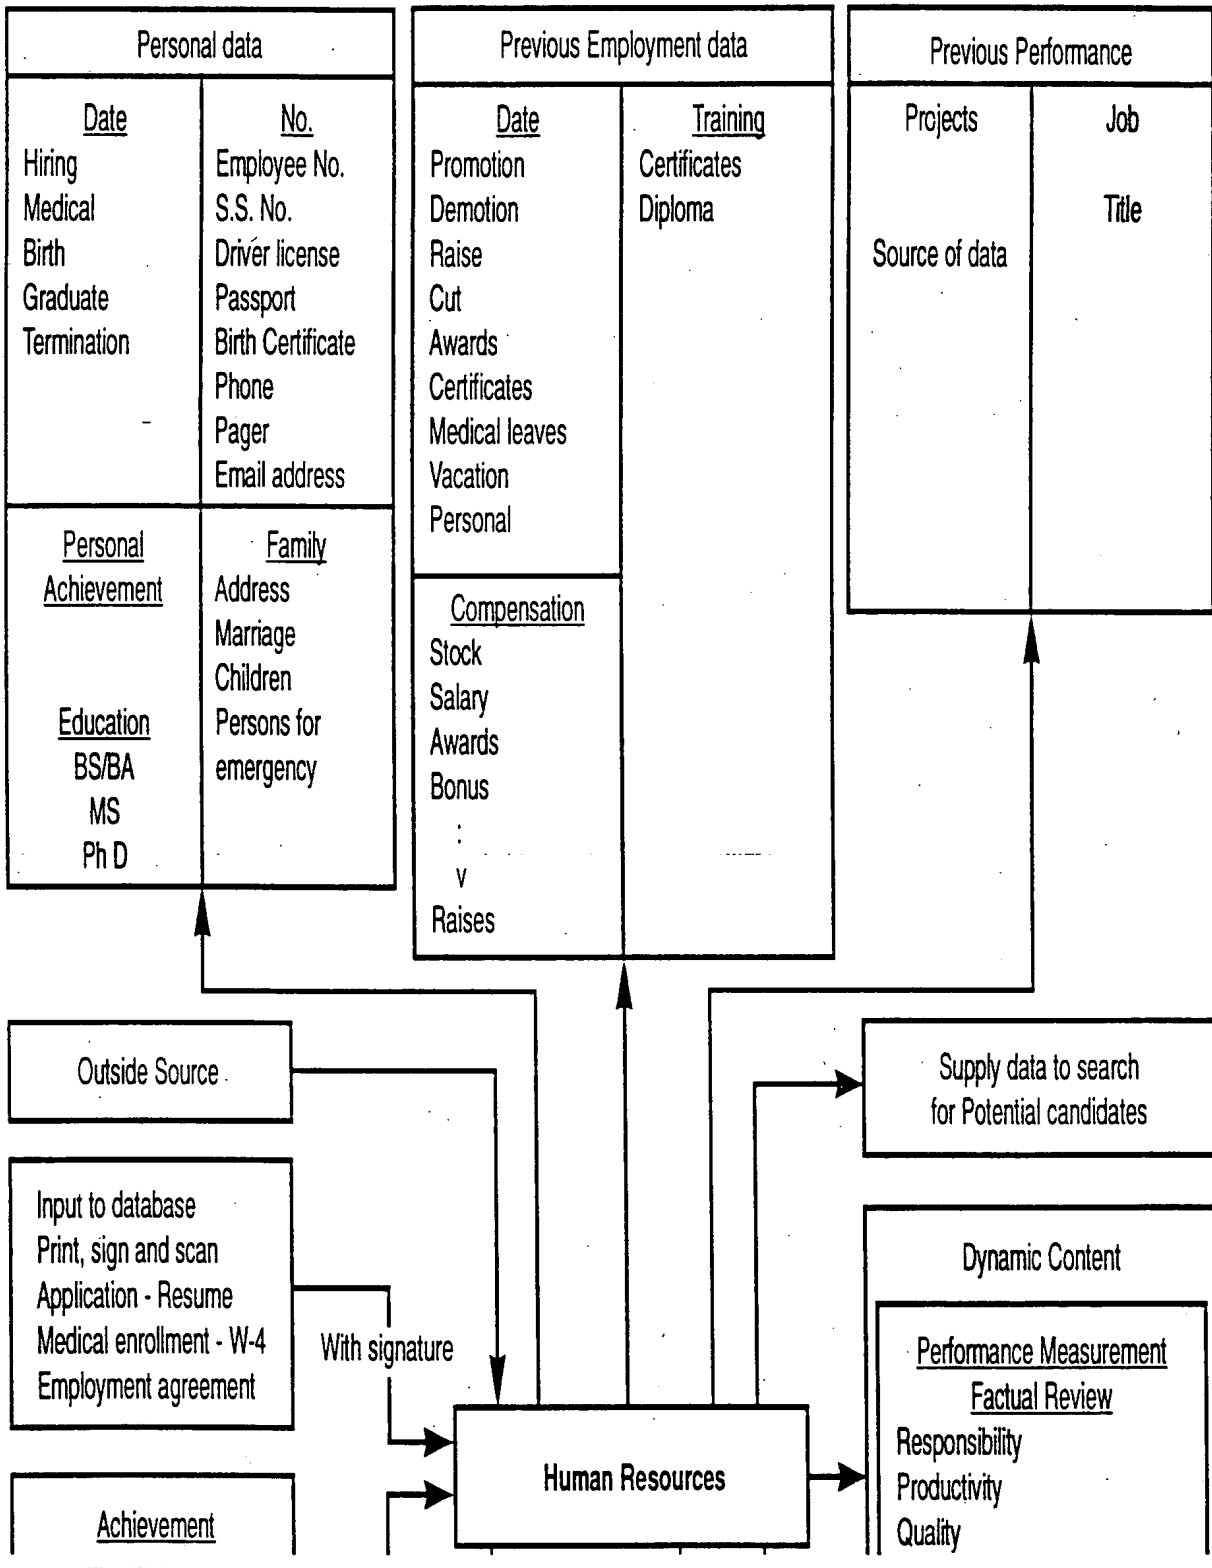 Personal data
Date
Hiring
Medical
Birth
Graduate
Termination
No.
Employee No.
S.S. No.
Driver license
Passport
Birth Certificate
Phone
Pager
Email address
Personal
Achievement
Education
BS/BA
MS
Ph D
Family
Address
Marriage
Children
Persons for
emergency
Previous Employment data
Date
Promotion
Demotion
Raise
Cut
Awards
Certificates
Medical leaves
Vacation
Personal
Training
Certificates
Diploma
Compensation
Stock
Salary
Awards
Bonus
:
v
Raises
Previous Performance
Projects
Source of data
Job
Title
Outside Source
Supply data to search
for Potential candidates
Input to database
Print, sign and scan
Application - Resume
Medical enrollment - W-4
Employment agreement
With signature
Human Resources
Dynamic Content
Performance Measurement
Factual Review
Responsibility
Productivity
Quality
Achievement